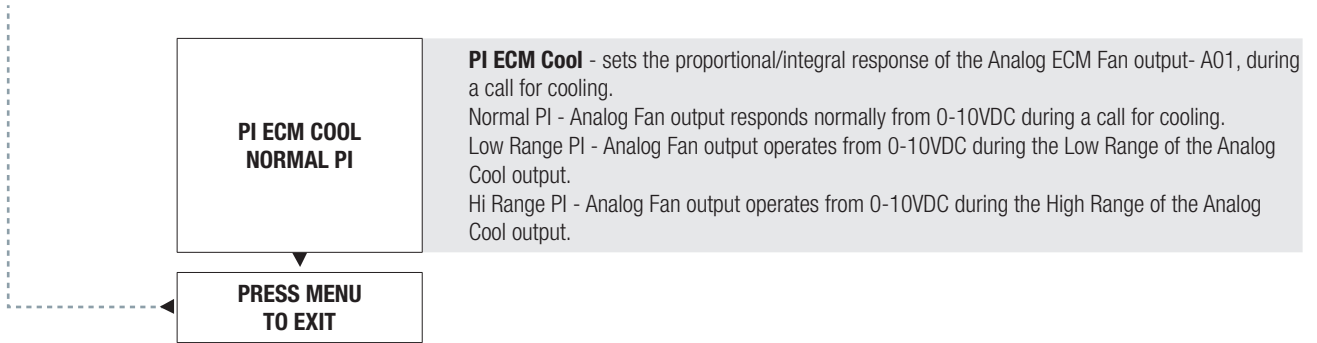 PI ECM COOL
NORMAL PI
PI ECM Cool - sets the proportional/integral response of the Analog ECM Fan output- A01, during
a call for cooling.
Normal PI - Analog Fan output responds normally from 0-10VDC during a call for cooling.
Low Range PI - Analog Fan output operates from 0-10VDC during the Low Range of the Analog
Cool output.
Hi Range PI - Analog Fan output operates from 0-10VDC during the High Range of the Analog
Cool output.
PRESS MENU
TO EXIT